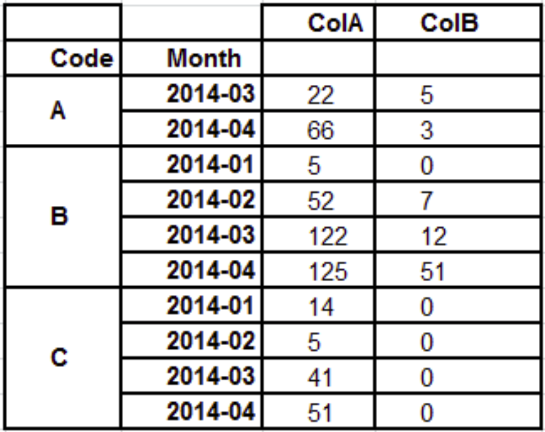 ColA ColB
Code Month
A
2014-03 22 5
2014-04 66 3
B
2014-01 5 0
2014-02 52 7
2014-03 122 12
2014-04 125 51
C
2014-01 14 0
2014-02 5 0
2014-03 41 0
2014-04 51 0